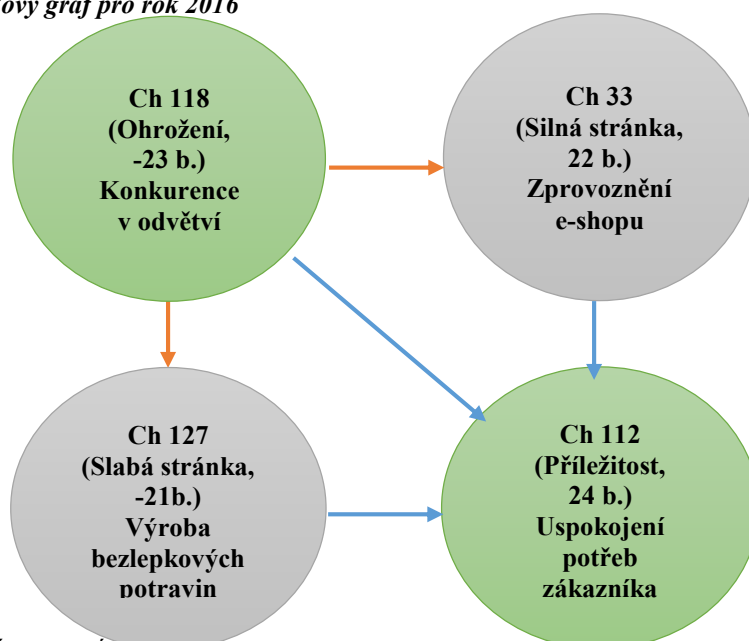 graf pro rok 2016
Ch 118
(Ohrožení,
-23 b.)
Konkurence
v odvětví
Ch 33
(Silná stránka,
22 b.)
Zprovoznění
e-shopu
Ch 127
(Slabá stránka,
-21b.)
Výroba
bezlepkových
potravin
Ch 112
(Příležitost,
24 b.)
Uspokojení
potřeb
zákazníka